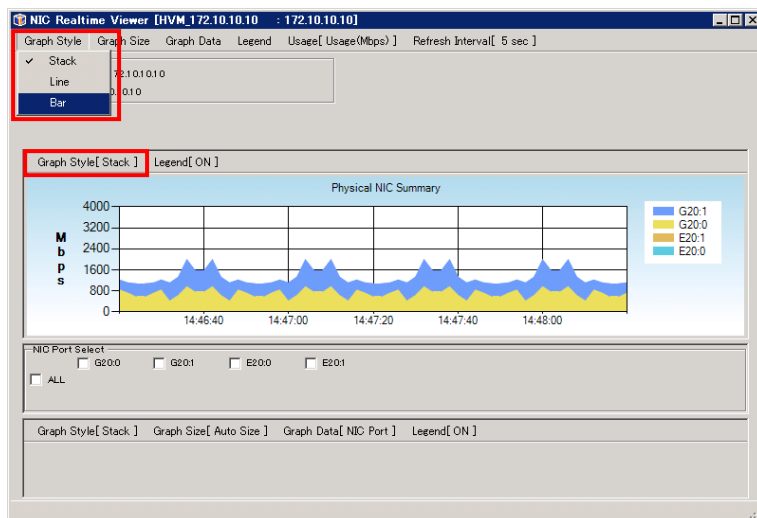 NIC Realtime Viewer [HVM_172.10.10.10 : 172.10.10.10]
Graph Style Graph Size Graph Data Legend Usage[ Usage(Mbps) ] Refresh Interval[ 5 sec ]
✓ Stack
Line
Bar
Graph Style[ Stack ] Legend[ ON ]
Physical NIC Summary
Mbps
4000
3200
2400
1600
800
0
14:46:40 14:47:00 14:47:20 14:47:40 14:48:00
G20:1
G20:0
E20:1
E20:0
NIC Port Select
G20:0 G20:1 E20:0 E20:1
ALL
Graph Style[ Stack ] Graph Size[ Auto Size ] Graph Data[ NIC Port ] Legend[ ON ]